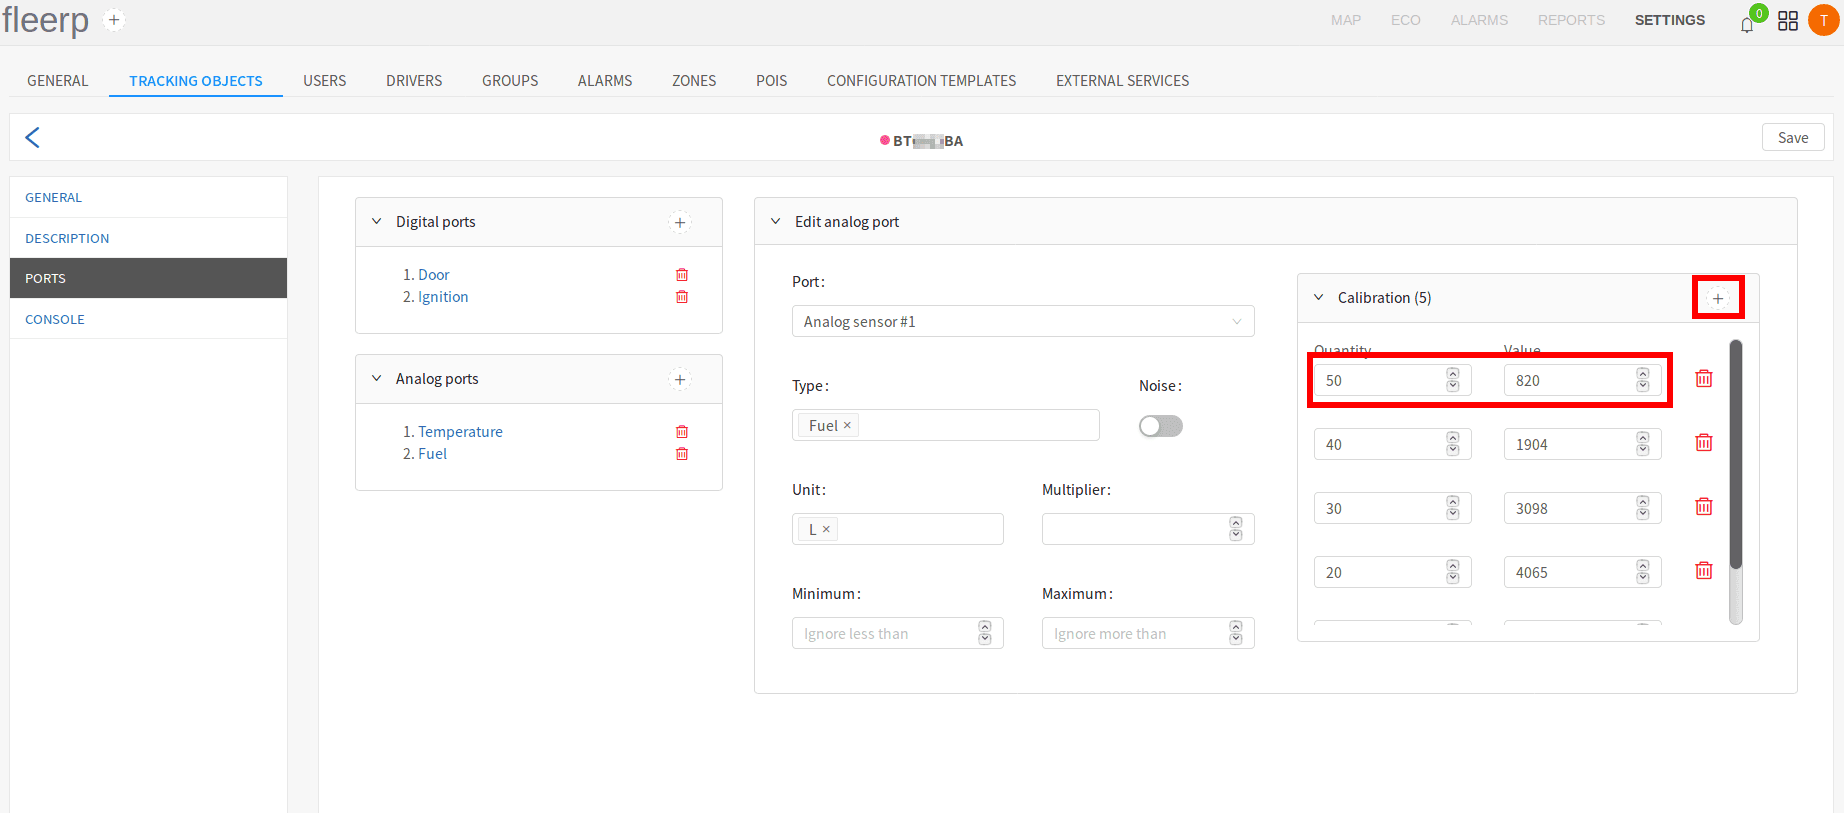 fleerp +
MAP ECO ALARMS REPORTS SETTINGS 0 T
GENERAL TRACKING OBJECTS USERS DRIVERS GROUPS ALARMS ZONES POIS CONFIGURATION TEMPLATES EXTERNAL SERVICES
BT BA Save
GENERAL
DESCRIPTION
PORTS
CONSOLE
Digital ports +
1. Door
2. Ignition
Analog ports +
1. Temperature
2. Fuel
Edit analog port
Port:
Analog sensor #1
Type: Noise:
Fuel ×
Unit: Multiplier:
L ×
Minimum: Maximum:
Ignore less than Ignore more than
Calibration (5) +
Quantity Value
50 820
40 1904
30 3098
20 4065